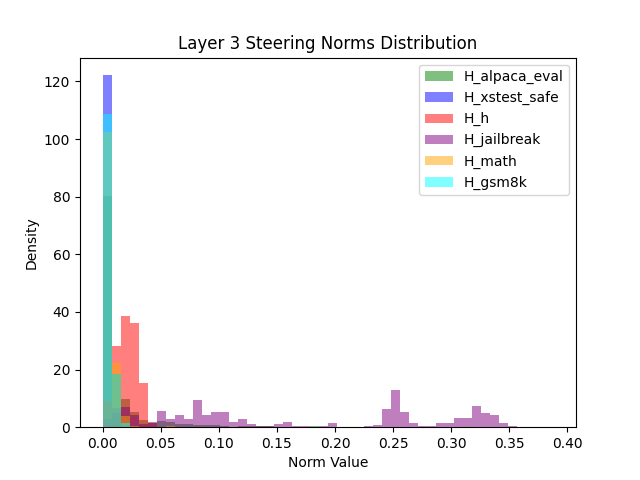 Layer 3 Steering Norms Distribution
H_alpaca_eval
H_xstest_safe
H_h
H_jailbreak
H_math
H_gsm8k
120
100
80
60
40
20
0
Density
0.00 0.05 0.10 0.15 0.20 0.25 0.30 0.35 0.40
Norm Value